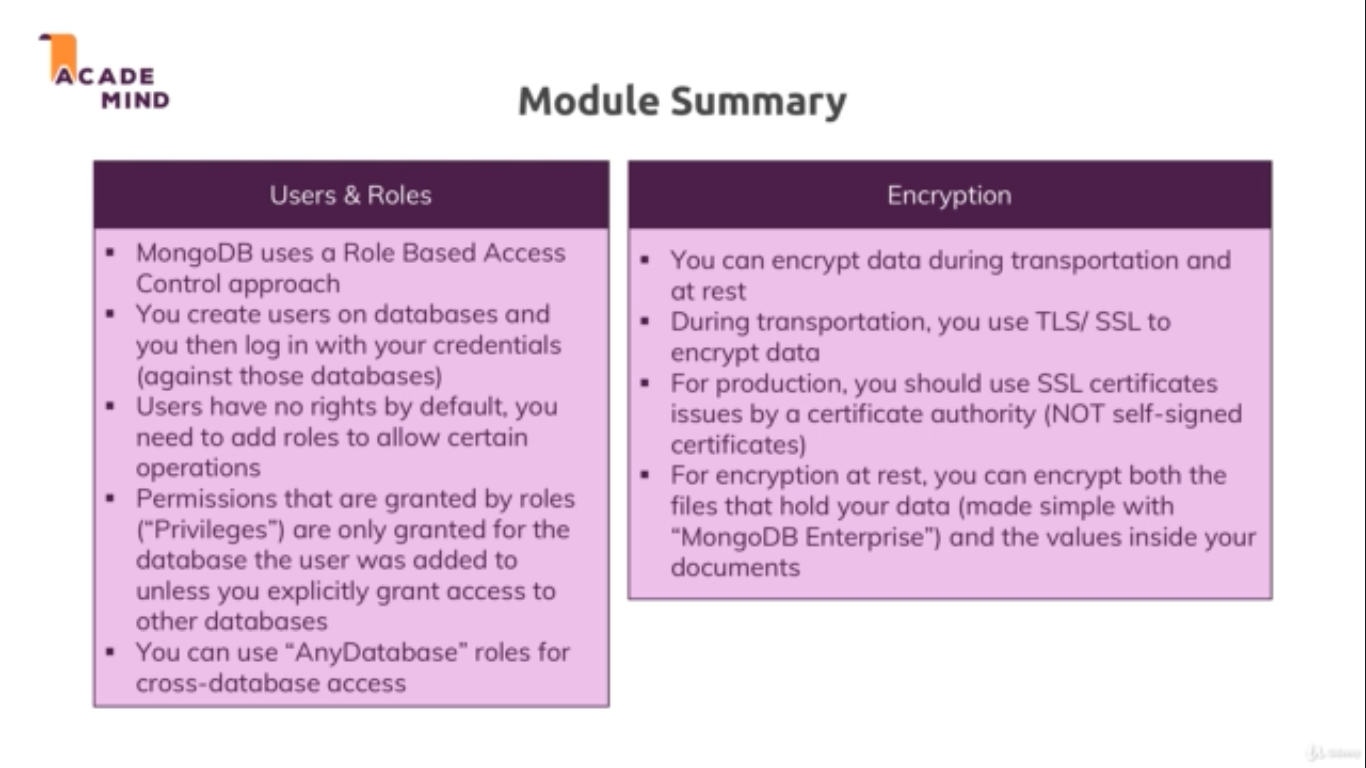 ACADE
MIND
Module Summary
Users & Roles
▪ MongoDB uses a Role Based Access
Control approach
▪ You create users on databases and
you then log in with your credentials
(against those databases)
▪ Users have no rights by default, you
need to add roles to allow certain
operations
▪ Permissions that are granted by roles
(“Privileges”) are only granted for the
database the user was added to
unless you explicitly grant access to
other databases
▪ You can use “AnyDatabase” roles for
cross-database access
Encryption
▪ You can encrypt data during transportation and
at rest
▪ During transportation, you use TLS/ SSL to
encrypt data
▪ For production, you should use SSL certificates
issues by a certificate authority (NOT self-signed
certificates)
▪ For encryption at rest, you can encrypt both the
files that hold your data (made simple with
“MongoDB Enterprise”) and the values inside your
documents